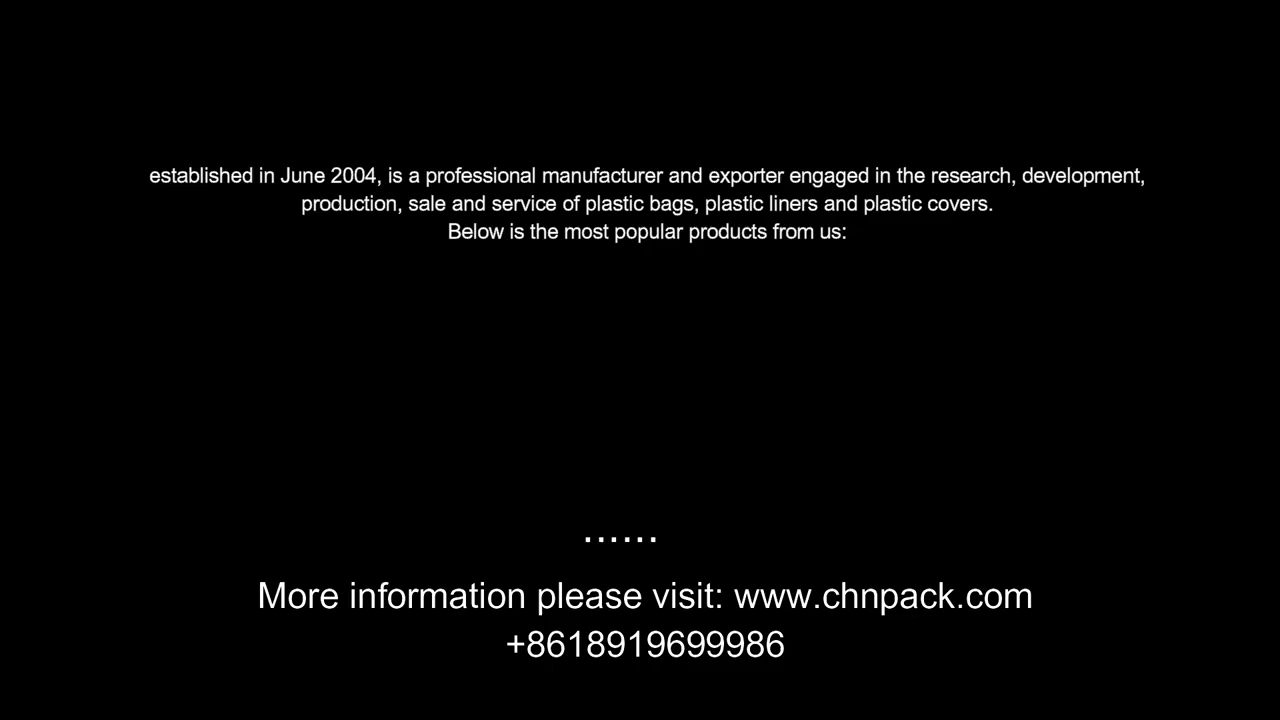 established in June 2004, is a professional manufacturer and exporter engaged in the research, development,
production, sale and service of plastic bags, plastic liners and plastic covers.
Below is the most popular products from us:
......
More information please visit: www.chnpack.com
+8618919699986